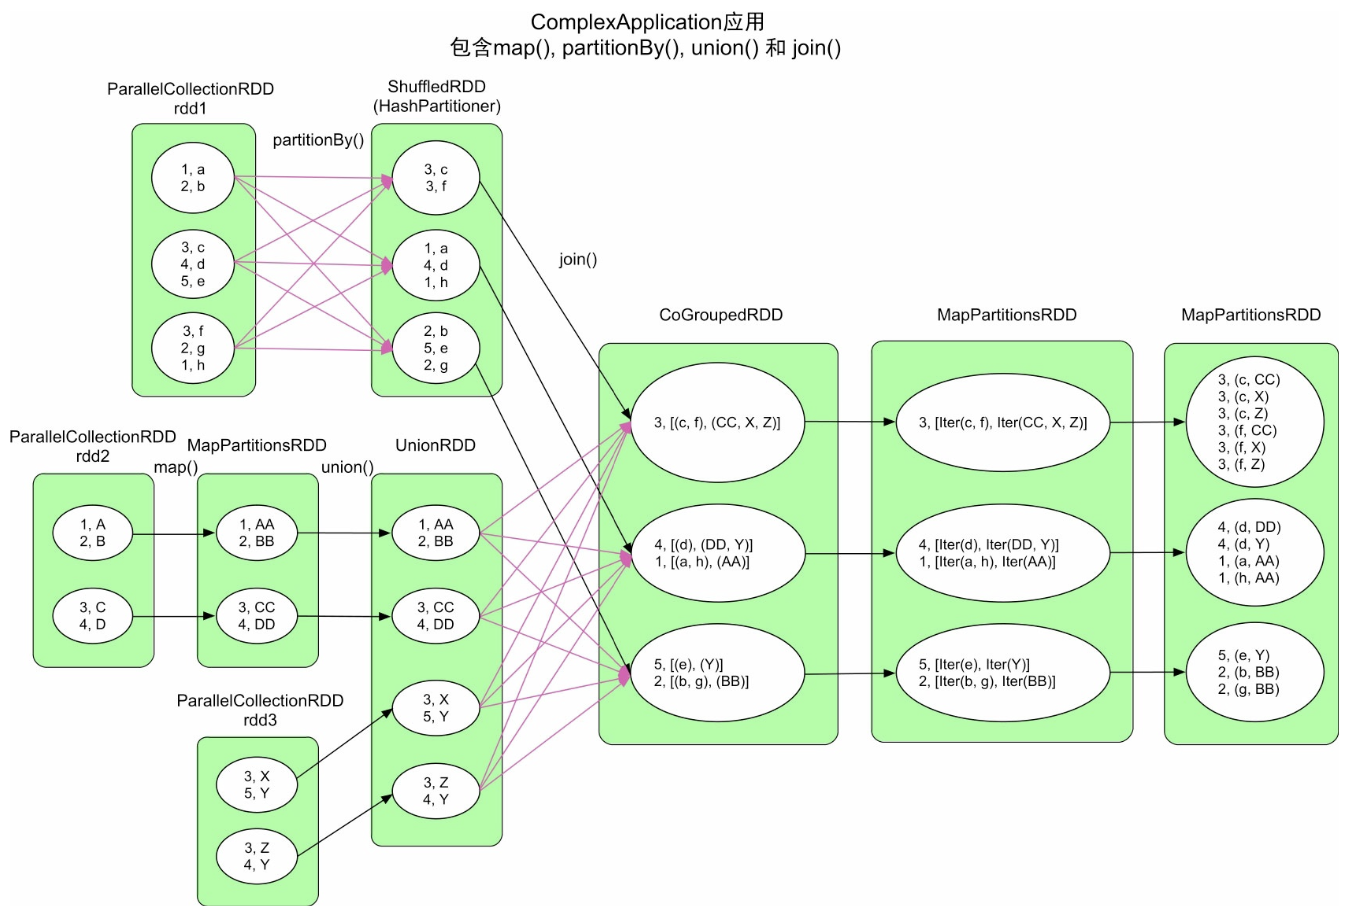 ComplexApplication应用
包含map(), partitionBy(), union() 和 join()
ParallelCollectionRDD
rdd1
1, a
2, b
3, c
4, d
5, e
3, f
2, g
1, h
partitionBy()
ShuffledRDD
(HashPartitioner)
3, c
3, f
1, a
4, d
1, h
2, b
5, e
2, g
join()
ParallelCollectionRDD
rdd2
1, A
2, B
3, C
4, D
map()
MapPartitionsRDD
1, AA
2, BB
3, CC
4, DD
union()
UnionRDD
1, AA
2, BB
3, CC
4, DD
3, X
5, Y
3, Z
4, Y
ParallelCollectionRDD
rdd3
3, X
5, Y
3, Z
4, Y
CoGroupedRDD
3, [(c, f), (CC, X, Z)]
4, [(d), (DD, Y)]
1, [(a, h), (AA)]
5, [(e), (Y)]
2, [(b, g), (BB)]
MapPartitionsRDD
3, [Iter(c, f), Iter(CC, X, Z)]
4, [Iter(d), Iter(DD, Y)]
1, [Iter(a, h), Iter(AA)]
5, [Iter(e), Iter(Y)]
2, [Iter(b, g), Iter(BB)]
MapPartitionsRDD
3, (c, CC)
3, (c, X)
3, (c, Z)
3, (f, CC)
3, (f, X)
3, (f, Z)
4, (d, DD)
4, (d, Y)
1, (a, AA)
1, (h, AA)
5, (e, Y)
2, (b, BB)
2, (g, BB)